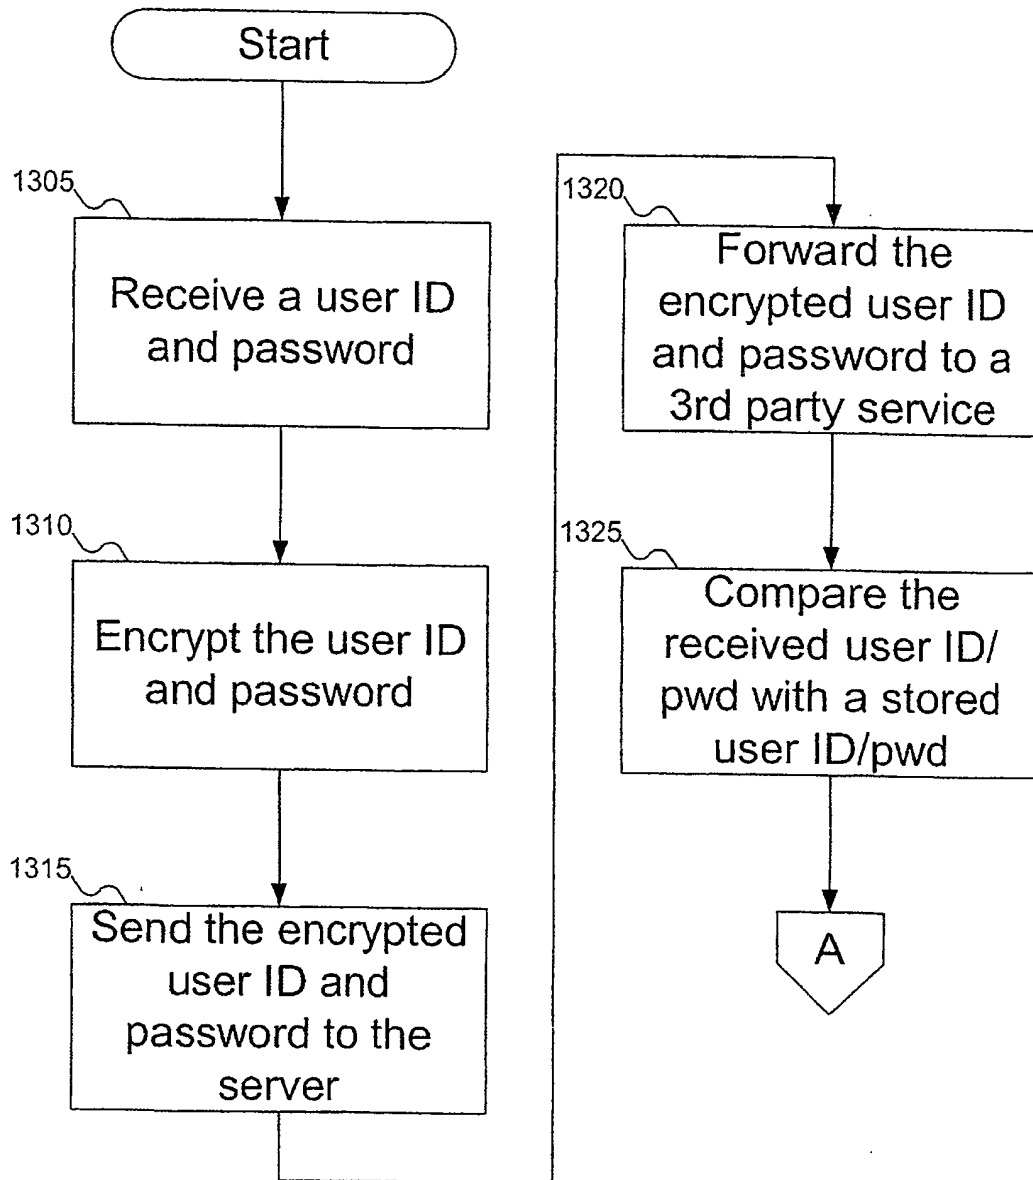 Start
1305
Receive a user ID
and password
1310
Encrypt the user ID
and password
1315
Send the encrypted
user ID and
password to the
server
1320
Forward the
encrypted user ID
and password to a
3rd party service
1325
Compare the
received user ID/
pwd with a stored
user ID/pwd
A